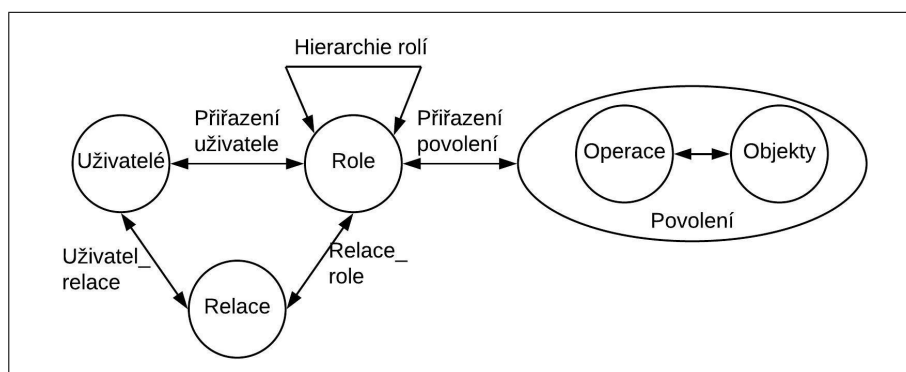 Hierarchie rolí
Přiřazení
uživatele
Přiřazení
povolení
Uživatelé
Role
Operace
Objekty
Povolení
Uživatel_
relace
Relace_
role
Relace